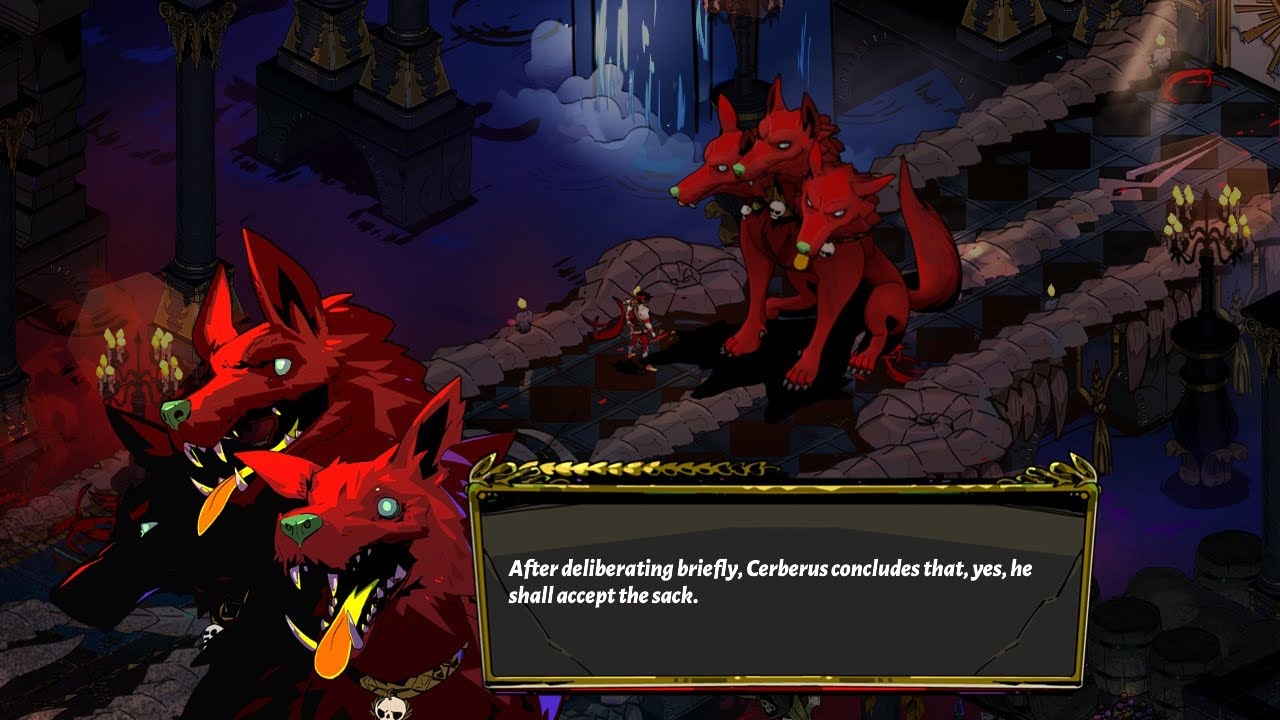 After deliberating briefly, Cerberus concludes that, yes, he
shall accept the sack.